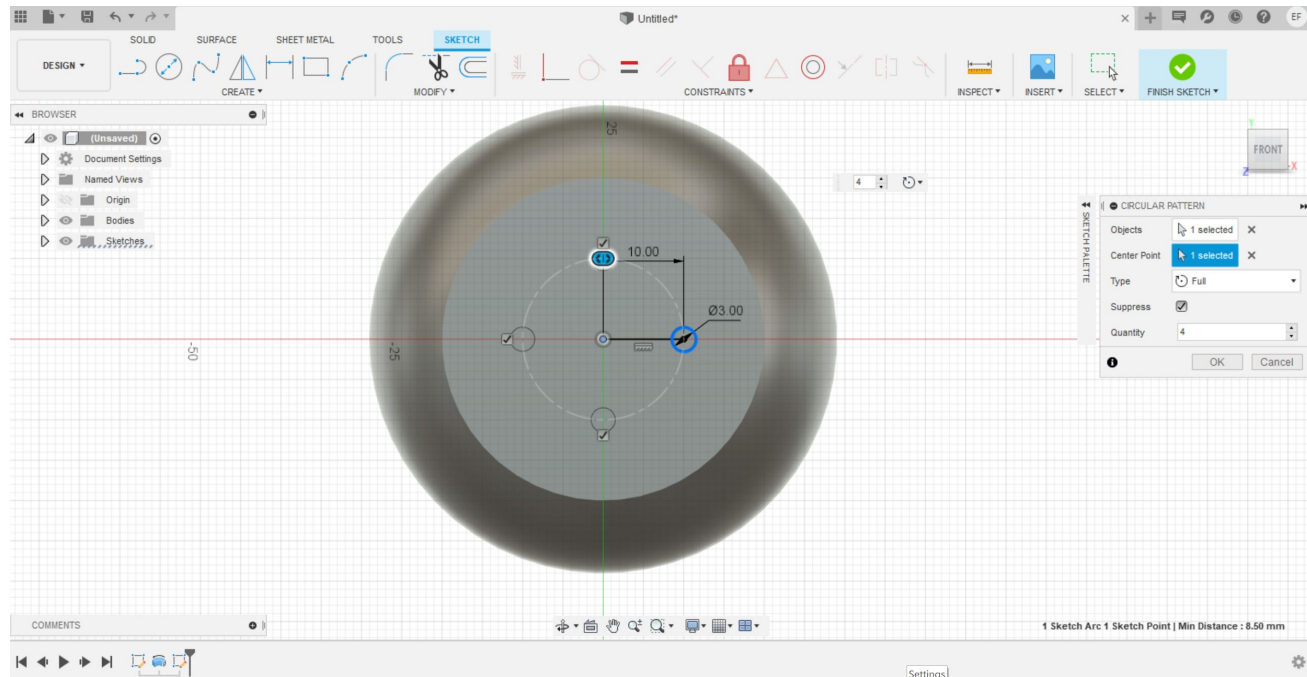 Untitled*
EF
SOLID
SURFACE
SHEET METAL
TOOLS
SKETCH
DESIGN
CREATE
MODIFY
CONSTRAINTS
INSPECT
INSERT
SELECT
FINISH SKETCH
BROWSER
(Unsaved)
Document Settings
Named Views
Origin
Bodies
Sketches
25
-50
-25
10.00
Ø3.00
4
Y
FRONT
Z
X
SKETCH PALETTE
CIRCULAR PATTERN
Objects 1 selected
Center Point 1 selected
Type Full
Suppress
Quantity 4
OK Cancel
COMMENTS
1 Sketch Arc 1 Sketch Point | Min Distance : 8.50 mm
Settings